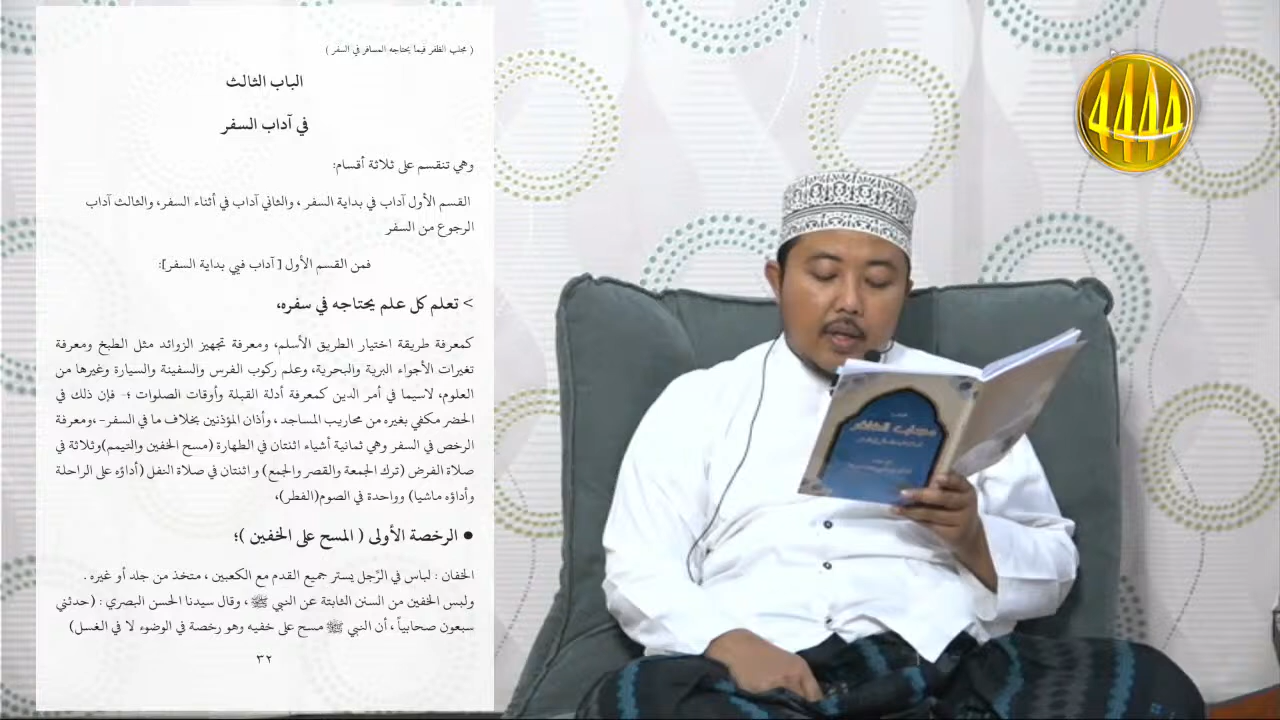 ( مجلب الظفر فيما يحتاجه المسافر في السفر )
الباب الثالث
في آداب السفر
وهي تنقسم على ثلاثة أقسام:
القسم الأول آداب في بداية السفر ، والثاني آداب في أثناء السفر، والثالث آداب
الرجوع من السفر
فمن القسم الأول [ آداب فيي بداية السفر]:
> تعلم كل علم يحتاجه في سفره،
كمعرفة طريقة اختيار الطريق الأسلم، ومعرفة تجهيز الزوائد مثل الطبخ ومعرفة
تغيرات الأجواء البرية والبحرية، وعلم ركوب الفرس والسفينة والسيارة وغيرها من
العلوم، لاسيما في أمر الدين كمعرفة أدلة القبلة وأوقات الصلوات ؛- فإن ذلك في
الحضر مكفي بغيره من محاريب المساجد ، وأذان المؤذنين بخلاف ما في السفر-،ومعرفة
الرخص في السفر وهي ثمانية أشياء اثنتان في الطهارة (مسح الخفين والتيمم)وثلاثة في
صلاة الفرض (ترك الجمعة والقصر والجمع) و اثنتان في صلاة النفل (أداؤه على الراحلة
وأداؤه ماشيا) وواحدة في الصوم(الفطر)،
● الرخصة الأولى ( المسح على الخفين )؛
الخفان : لباس في الرِّجل يستر جميع القدم مع الكعبين ، متخذ من جلد أو غيره .
ولبس الخفين من السنن الثابتة عن النبي ﷺ ، وقال سيدنا الحسن البصري : (حدثني
سبعون صحابياً ، أن النبي ﷺ مسح على خفيه وهو رخصة في الوضوء لا في الغسل)
٣٢
4444
مجلب الظفر